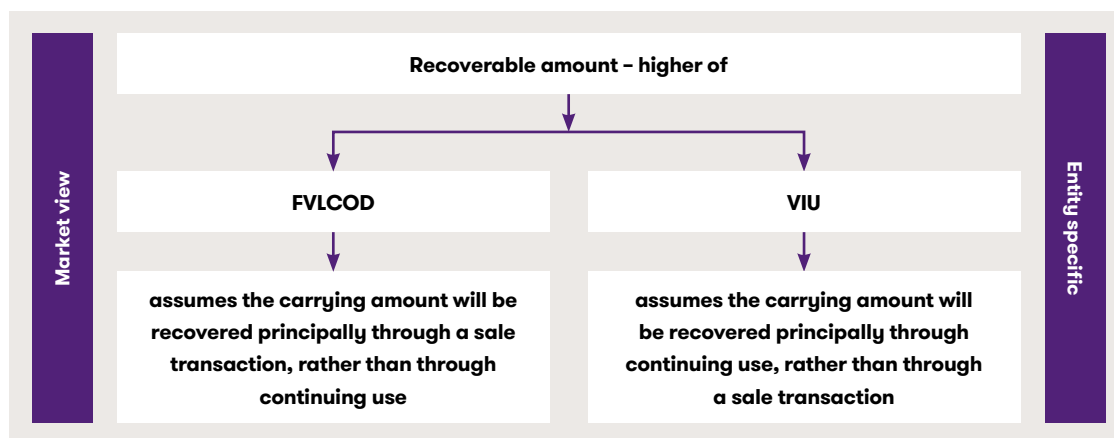 Recoverable amount – higher of
Market view
FVLCOD
VIU
Entity specific
assumes the carrying amount will be
recovered principally through a sale
transaction, rather than through
continuing use
assumes the carrying amount will
be recovered principally through
continuing use, rather than through
a sale transaction